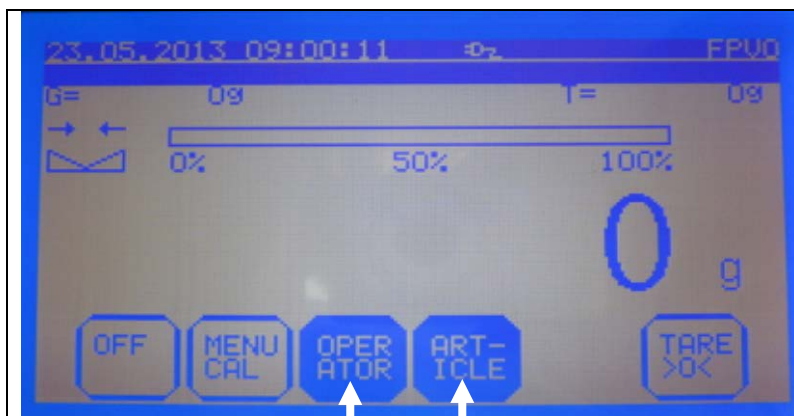 23.05.2013 09:00:11 FPVO
G= 0g T= 0g
0% 50% 100%
0 g
OFF
MENU
CAL
OPER
ATOR
ART-
ICLE
TARE
>0<